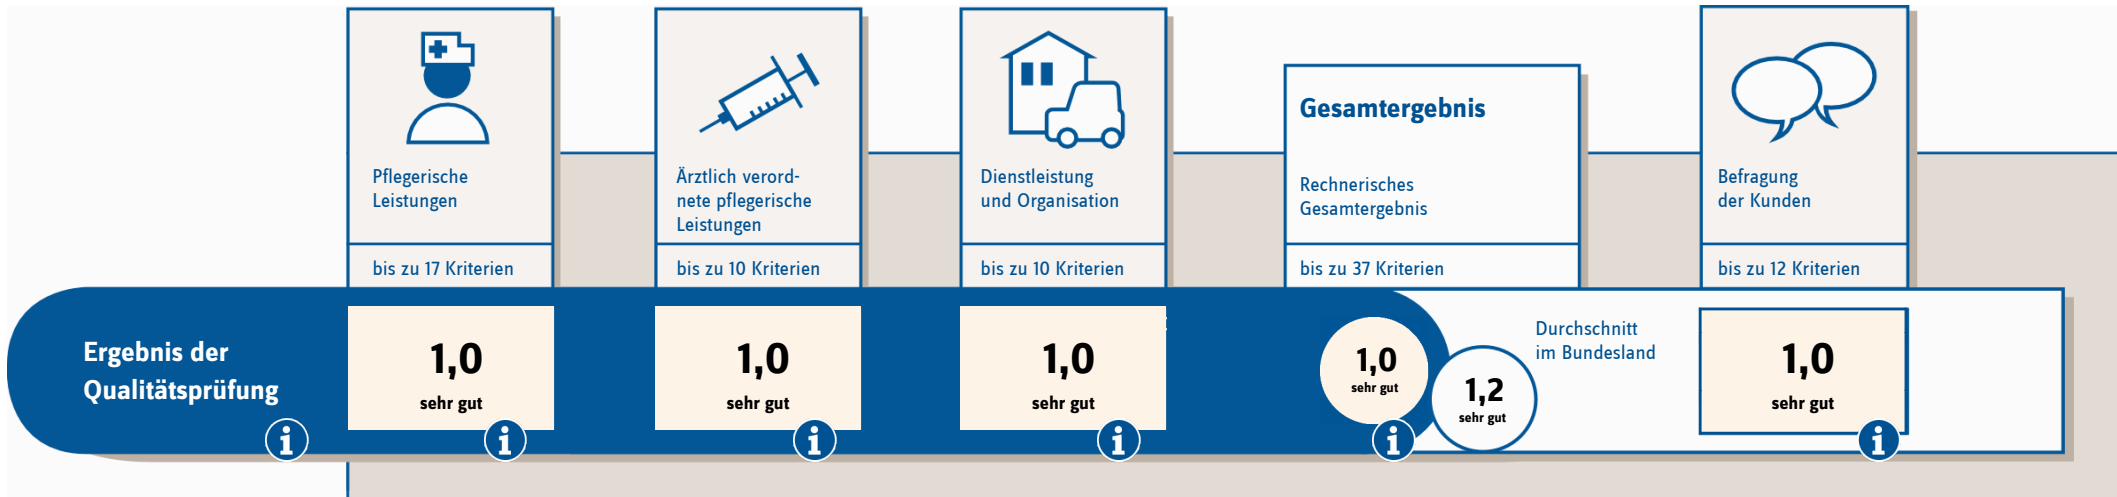 Pflegerische
Leistungen
bis zu 17 Kriterien
Ärztlich verord-
nete pflegerische
Leistungen
bis zu 10 Kriterien
Dienstleistung
und Organisation
bis zu 10 Kriterien
Gesamtergebnis
Rechnerisches
Gesamtergebnis
bis zu 37 Kriterien
Befragung
der Kunden
bis zu 12 Kriterien
Ergebnis der
Qualitätsprüfung
i
1,0
sehr gut
i
1,0
sehr gut
i
1,0
sehr gut
i
1,0
sehr gut
i
1,2
sehr gut
Durchschnitt
im Bundesland
1,0
sehr gut
i